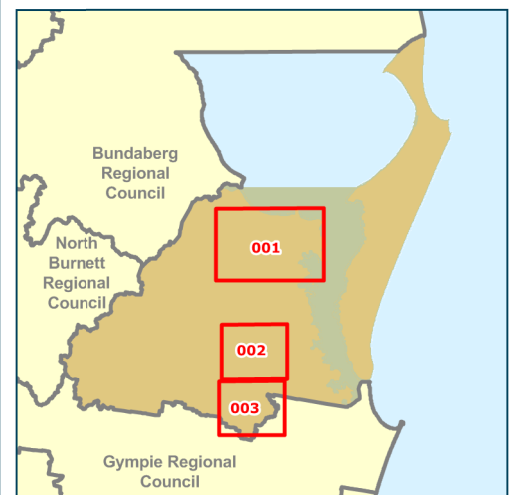 Bundaberg
Regional
Council
North
Burnett
Regional
Council
001
002
003
Gympie Regional
Council